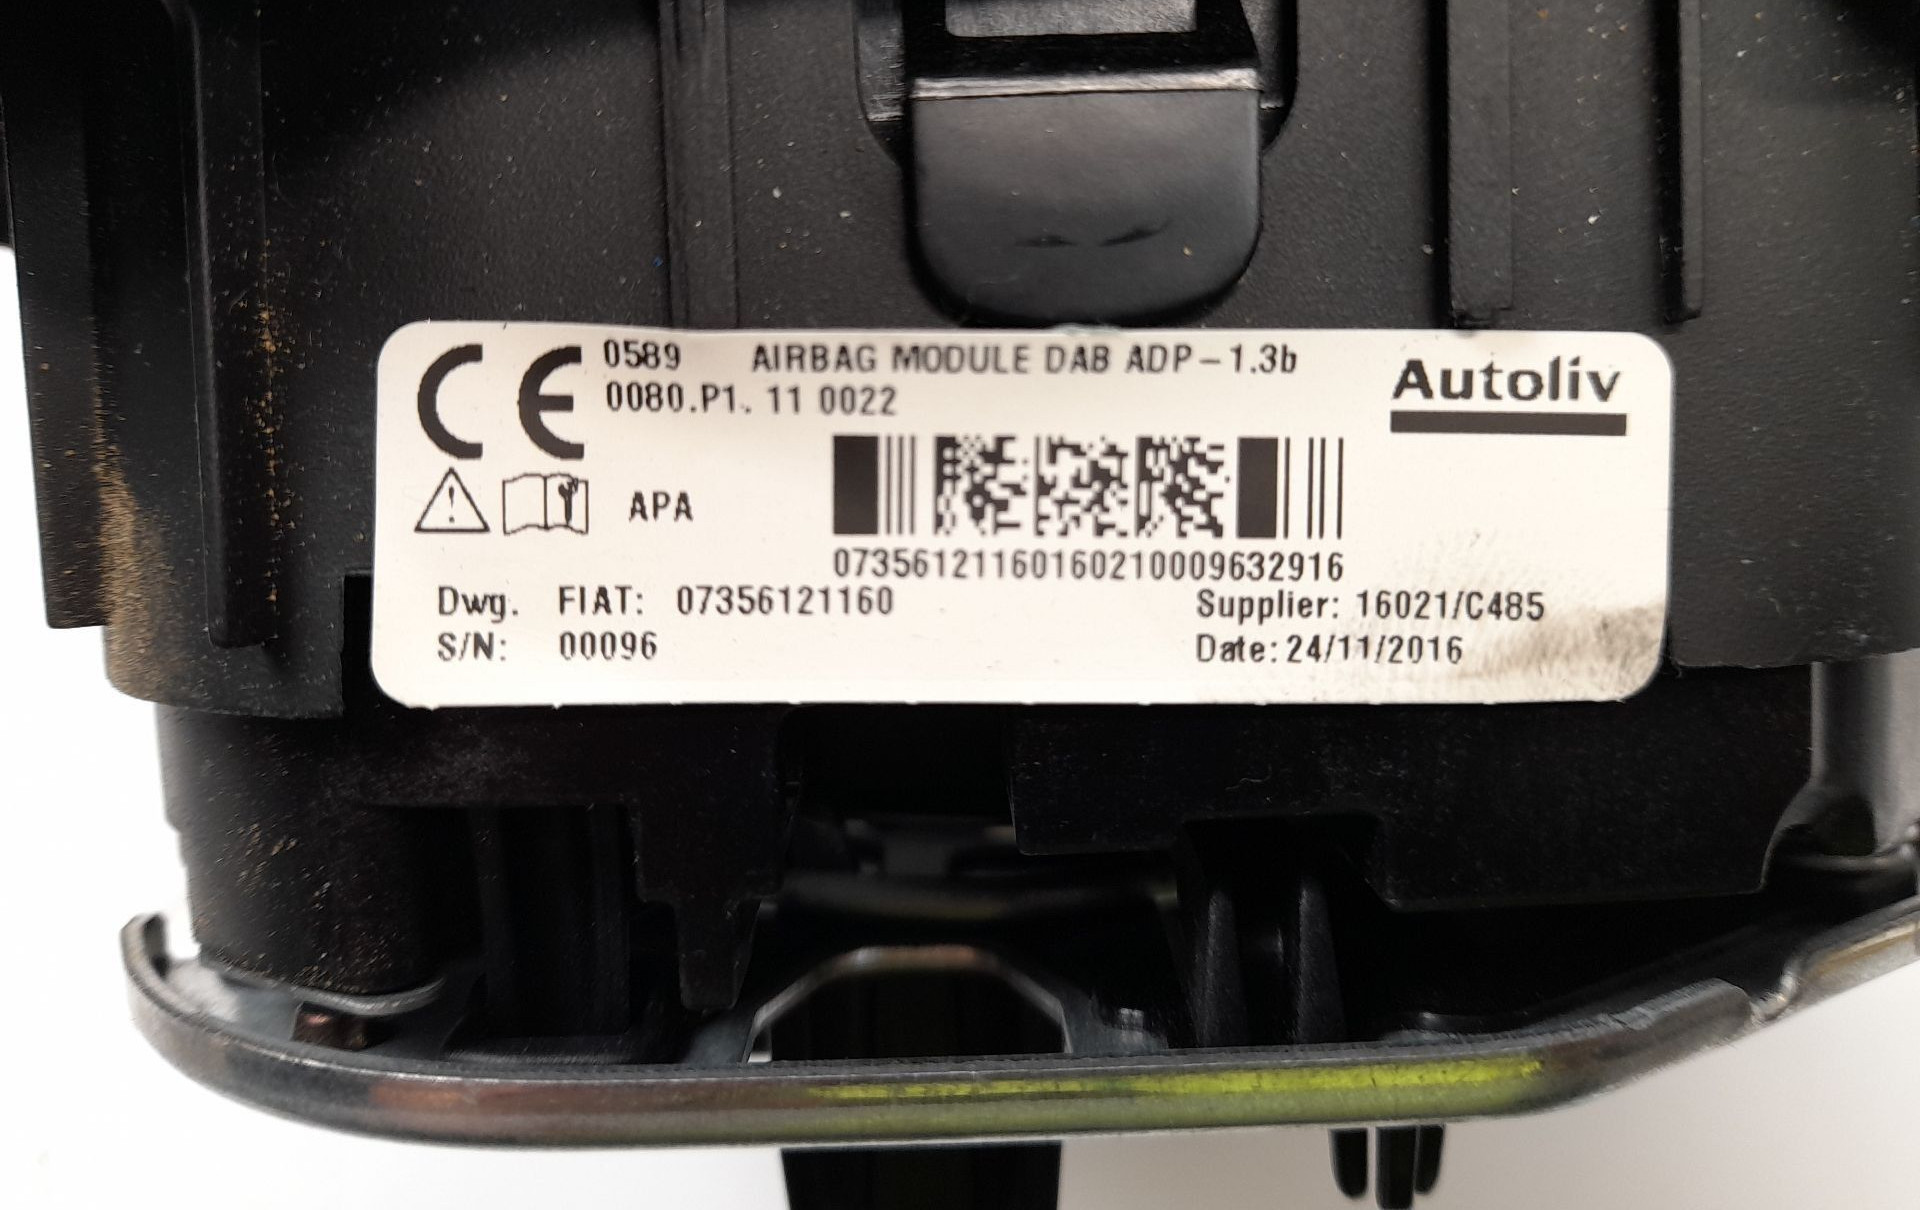 CE 0589 AIRBAG MODULE DAB ADP-1.3b
0080.P1. 11 0022
Autoliv
APA
07356121160160210009632916
Dwg. FIAT: 07356121160 Supplier: 16021/C485
S/N: 00096 Date: 24/11/2016